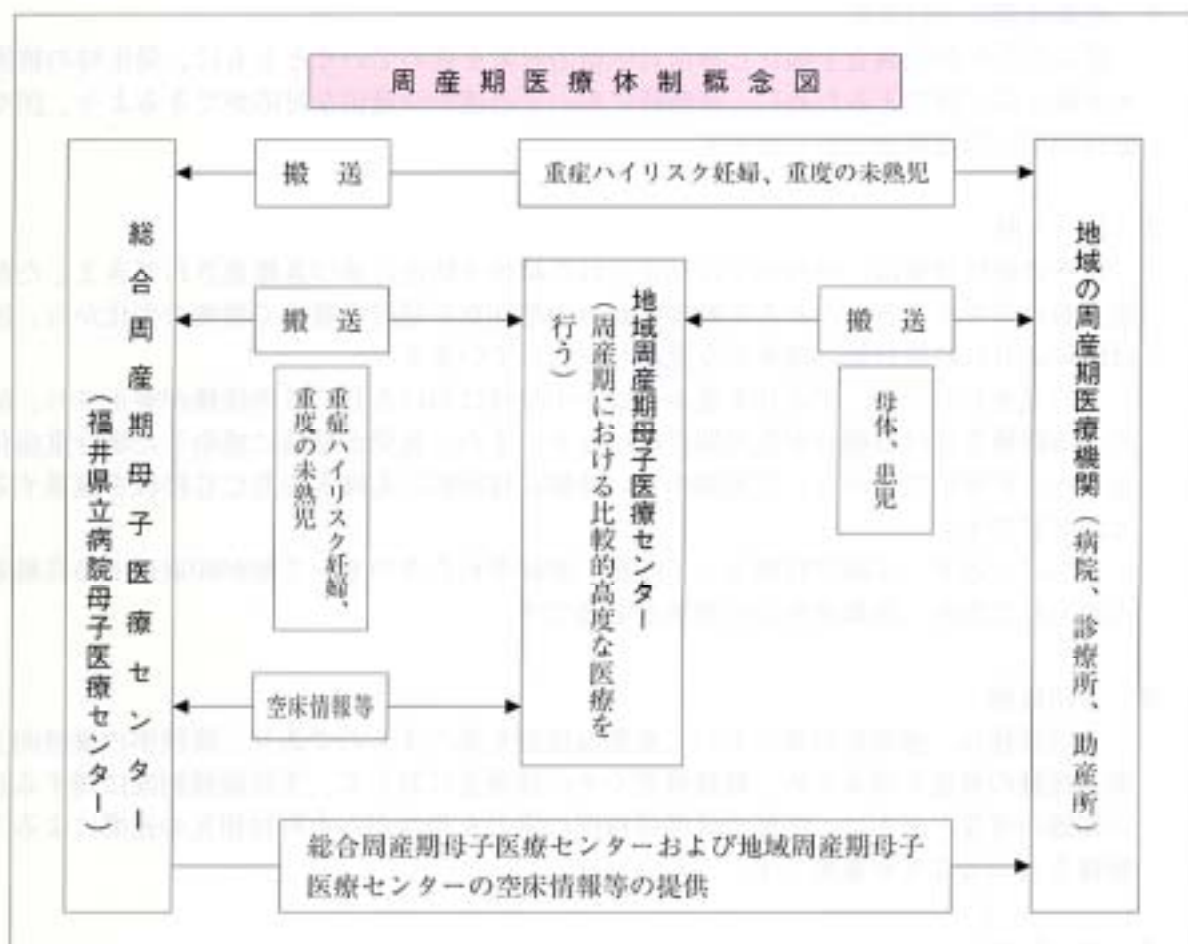 周産期医療体制概念図
総合周産期母子医療センター
（福井県立病院母子医療センター）
搬　送
重症ハイリスク妊婦、重度の未熟児
搬　送
重症ハイリスク妊婦、
重度の未熟児
空床情報等
地域周産期母子医療センター
（周産期における比較的高度な医療を
行う）
搬　送
母体、患児
地域の周産期医療機関（病院、診療所、助産所）
総合周産期母子医療センターおよび地域周産期母子
医療センターの空床情報等の提供